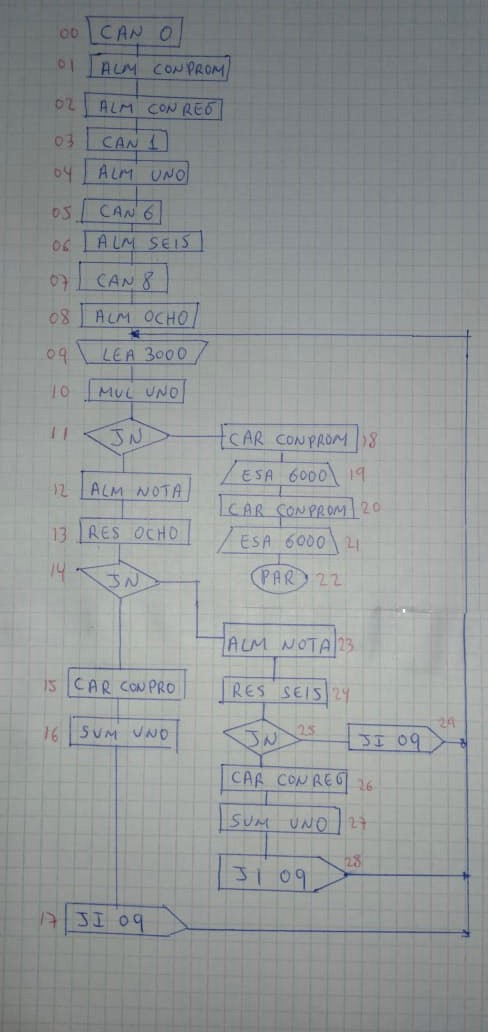 00 CAN 0
01 ALM CONPROM
02 ALM CONREG
03 CAN 1
04 ALM UNO
05 CAN 6
06 ALM SEIS
07 CAN 8
08 ALM OCHO
09 LEA 3000
10 MUL UNO
11 JN
12 ALM NOTA
13 RES OCHO
14 JN
15 CAR CONPRO
16 SUM UNO
17 JI 09
CAR CONPROM 18
ESA 6000 19
CAR CONPROM 20
ESA 6000 21
PAR 22
ALM NOTA 23
RES SEIS 24
JN 25
CAR CONREG 26
SUM UNO 27
JI 09 28
JI 09 29